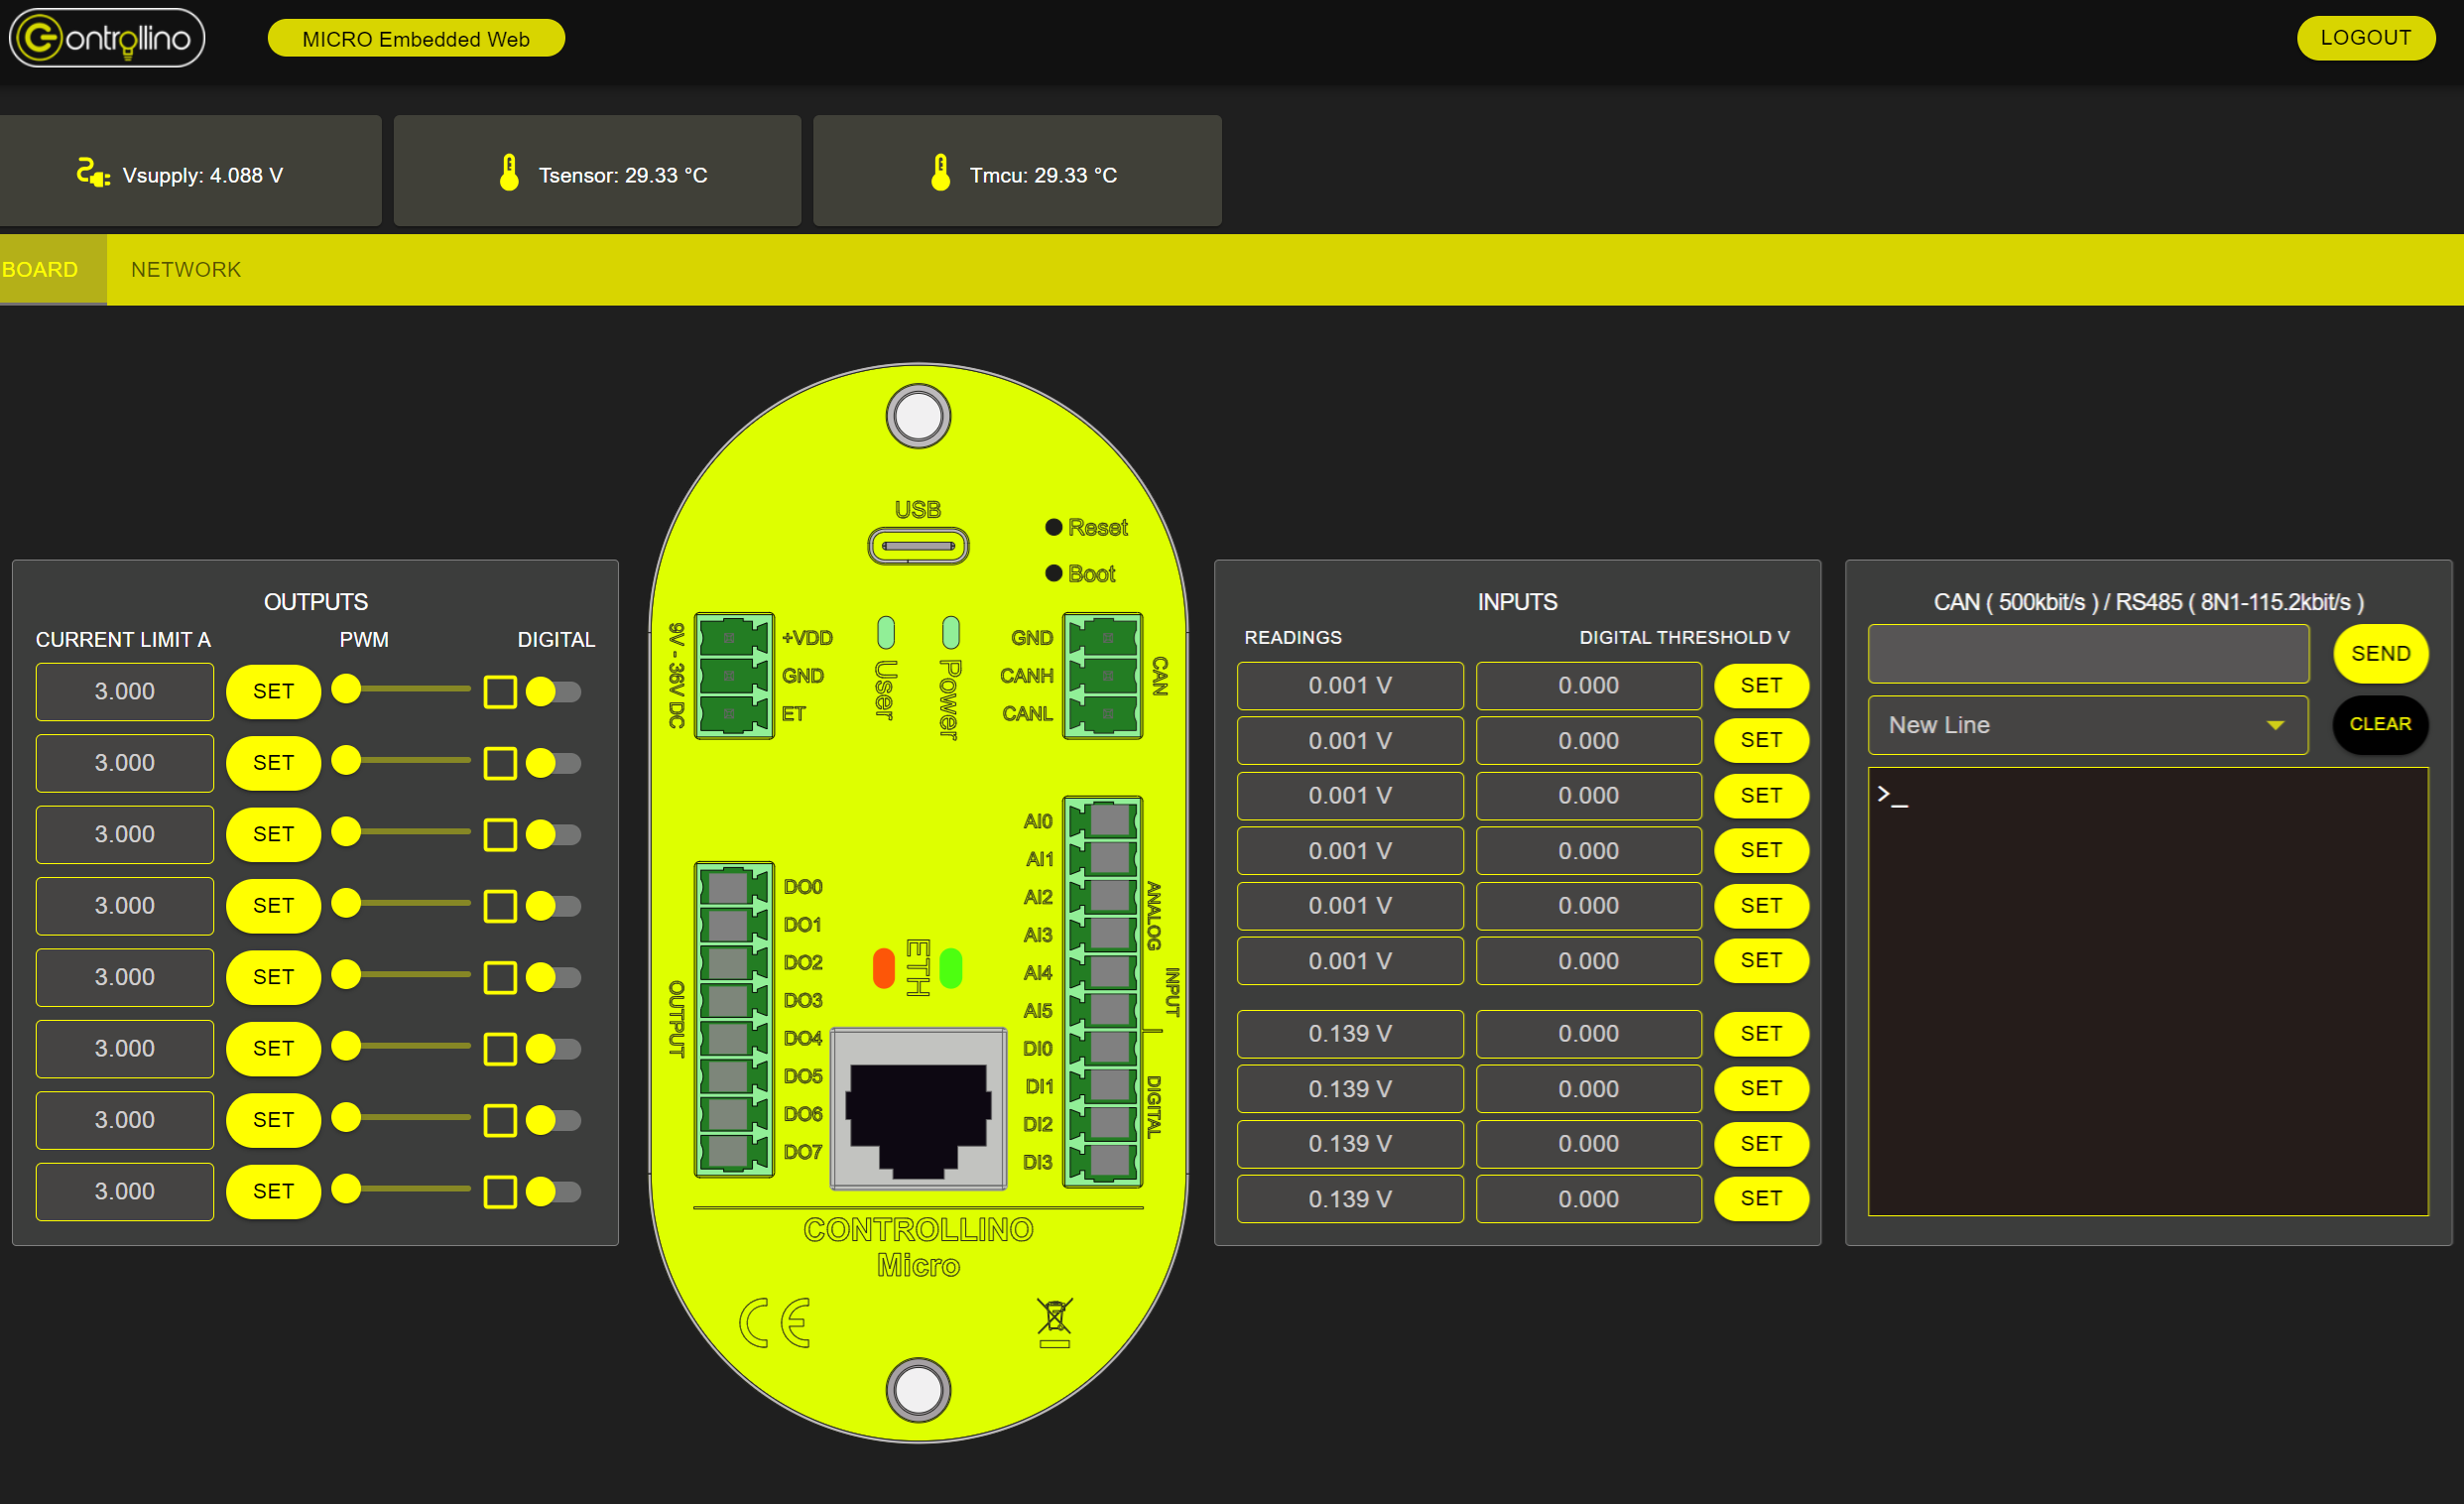 Controllino
MICRO Embedded Web
LOGOUT
Vsupply: 4.088 V
Tsensor: 29.33 °C
Tmcu: 29.33 °C
BOARD
NETWORK
OUTPUTS
CURRENT LIMIT A PWM DIGITAL
3.000 SET
3.000 SET
3.000 SET
3.000 SET
3.000 SET
3.000 SET
3.000 SET
3.000 SET
USB
Reset
Boot
9V - 36V DC
+VDD
GND
ET
User
Power
GND
CANH
CANL
CAN
OUTPUT
DO0
DO1
DO2
DO3
DO4
DO5
DO6
DO7
ETH
AI0
AI1
AI2
AI3
AI4
AI5
DI0
DI1
DI2
DI3
ANALOG
INPUT
DIGITAL
CONTROLLINO
Micro
CE
INPUTS
READINGS DIGITAL THRESHOLD V
0.001 V 0.000 SET
0.001 V 0.000 SET
0.001 V 0.000 SET
0.001 V 0.000 SET
0.001 V 0.000 SET
0.001 V 0.000 SET
0.139 V 0.000 SET
0.139 V 0.000 SET
0.139 V 0.000 SET
0.139 V 0.000 SET
CAN ( 500kbit/s ) / RS485 ( 8N1-115.2kbit/s )
SEND
New Line
CLEAR
>_